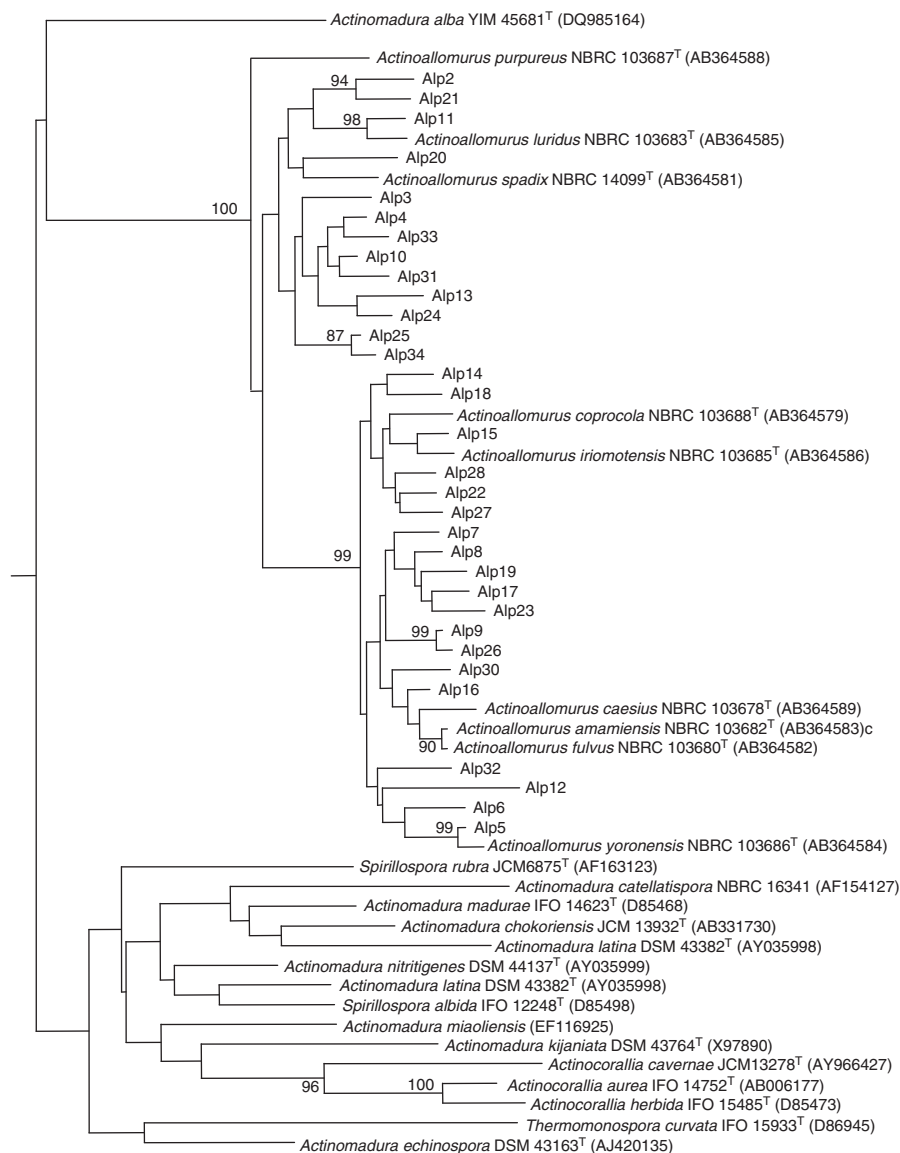 Actinomadura alba YIM 45681T (DQ985164)
Actinoallomurus purpureus NBRC 103687T (AB364588)
94
Alp2
Alp21
98
Alp11
Actinoallomurus luridus NBRC 103683T (AB364585)
Alp20
Actinoallomurus spadix NBRC 14099T (AB364581)
Alp3
100
Alp4
Alp33
Alp10
Alp31
Alp13
Alp24
87
Alp25
Alp34
Alp14
Alp18
Actinoallomurus coprocola NBRC 103688T (AB364579)
Alp15
Actinoallomurus iriomotensis NBRC 103685T (AB364586)
Alp28
Alp22
Alp27
Alp7
99
Alp8
Alp19
Alp17
Alp23
99
Alp9
Alp26
Alp30
Alp16
Actinoallomurus caesius NBRC 103678T (AB364589)
Actinoallomurus amamiensis NBRC 103682T (AB364583)c
90
Actinoallomurus fulvus NBRC 103680T (AB364582)
Alp32
Alp12
Alp6
99
Alp5
Actinoallomurus yoronensis NBRC 103686T (AB364584)
Spirillospora rubra JCM6875T (AF163123)
Actinomadura catellatispora NBRC 16341 (AF154127)
Actinomadura madurae IFO 14623T (D85468)
Actinomadura chokoriensis JCM 13932T (AB331730)
Actinomadura latina DSM 43382T (AY035998)
Actinomadura nitritigenes DSM 44137T (AY035999)
Actinomadura latina DSM 43382T (AY035998)
Spirillospora albida IFO 12248T (D85498)
Actinomadura miaoliensis (EF116925)
Actinomadura kijaniata DSM 43764T (X97890)
Actinocorallia cavernae JCM13278T (AY966427)
96
100
Actinocorallia aurea IFO 14752T (AB006177)
Actinocorallia herbida IFO 15485T (D85473)
Thermomonospora curvata IFO 15933T (D86945)
Actinomadura echinospora DSM 43163T (AJ420135)